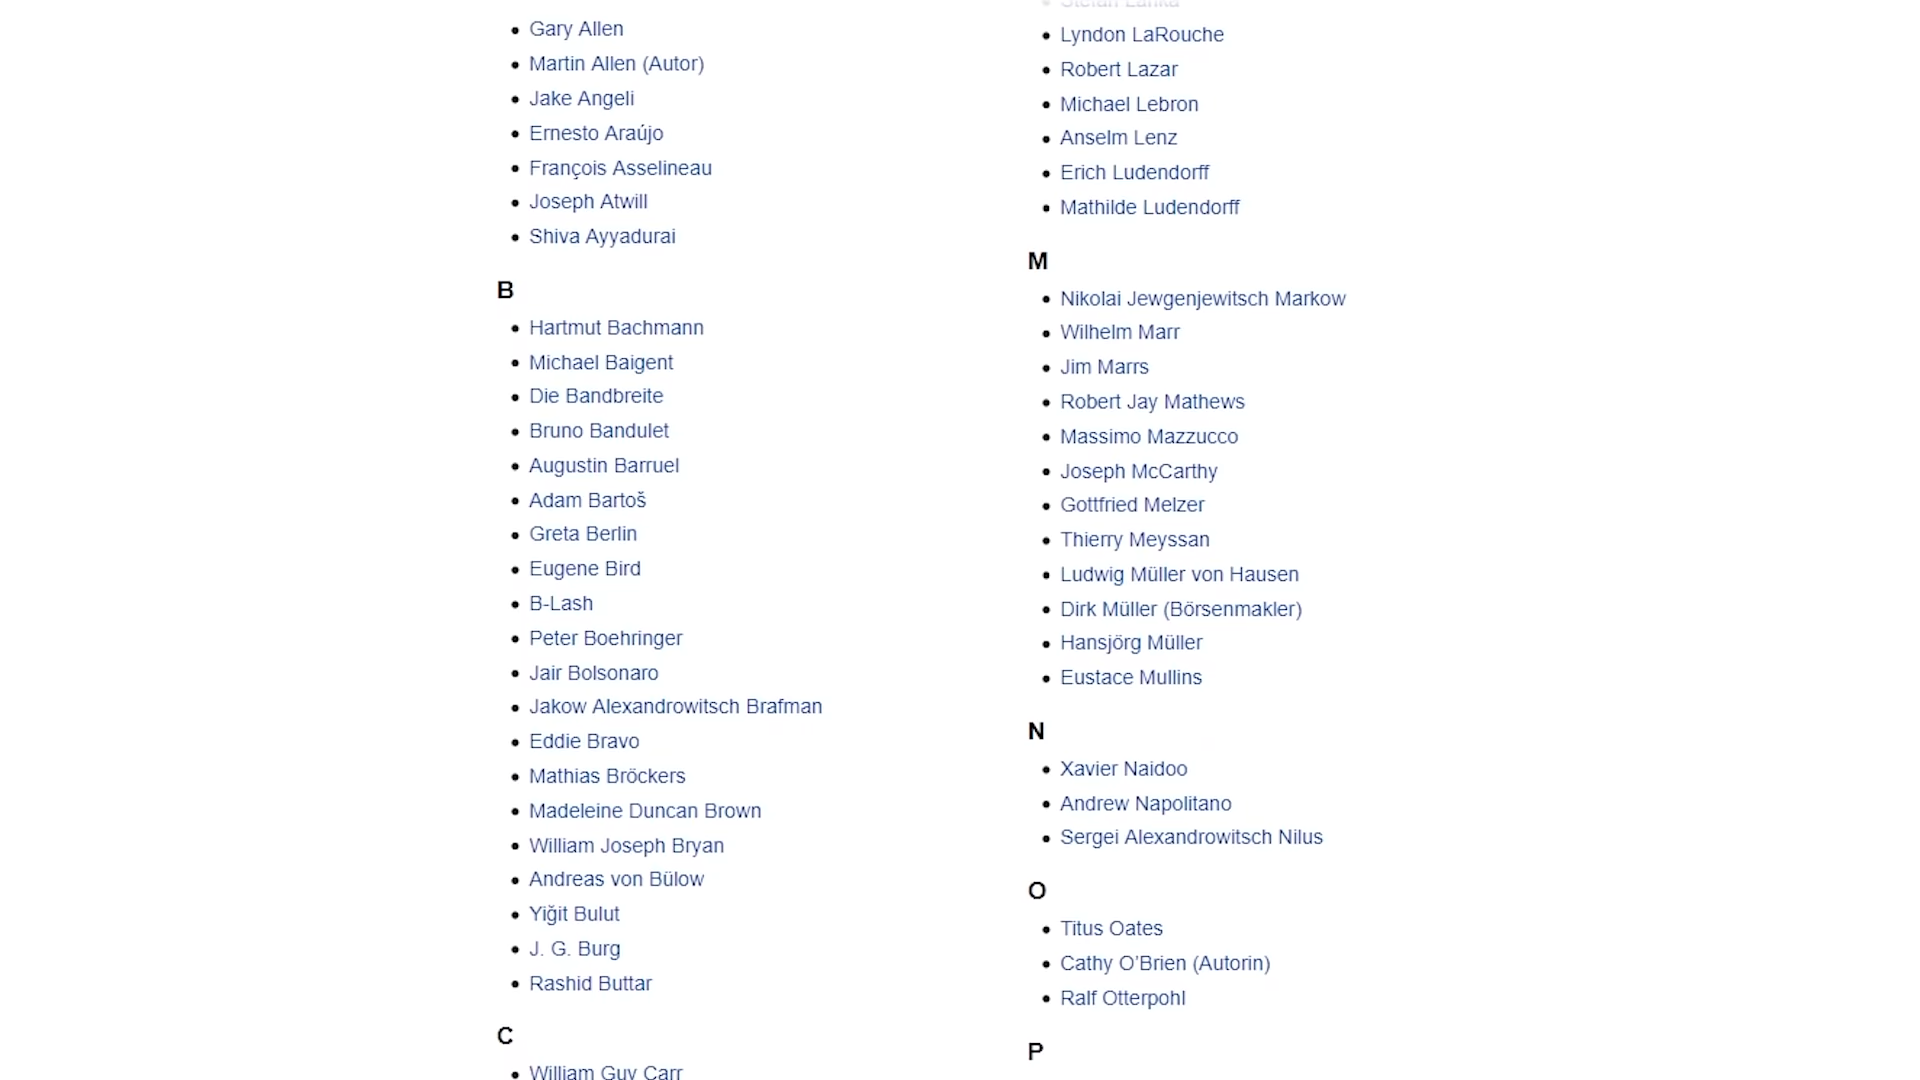 Gary Allen
Martin Allen (Autor)
Jake Angeli
Ernesto Araújo
François Asselineau
Joseph Atwill
Shiva Ayyadurai
B
Hartmut Bachmann
Michael Baigent
Die Bandbreite
Bruno Bandulet
Augustin Barruel
Adam Bartoš
Greta Berlin
Eugene Bird
B-Lash
Peter Boehringer
Jair Bolsonaro
Jakow Alexandrowitsch Brafman
Eddie Bravo
Mathias Bröckers
Madeleine Duncan Brown
William Joseph Bryan
Andreas von Bülow
Yiğit Bulut
J. G. Burg
Rashid Buttar
C
William Guy Carr
Stefan Lanka
Lyndon LaRouche
Robert Lazar
Michael Lebron
Anselm Lenz
Erich Ludendorff
Mathilde Ludendorff
M
Nikolai Jewgenjewitsch Markow
Wilhelm Marr
Jim Marrs
Robert Jay Mathews
Massimo Mazzucco
Joseph McCarthy
Gottfried Melzer
Thierry Meyssan
Ludwig Müller von Hausen
Dirk Müller (Börsenmakler)
Hansjörg Müller
Eustace Mullins
N
Xavier Naidoo
Andrew Napolitano
Sergei Alexandrowitsch Nilus
O
Titus Oates
Cathy O’Brien (Autorin)
Ralf Otterpohl
P